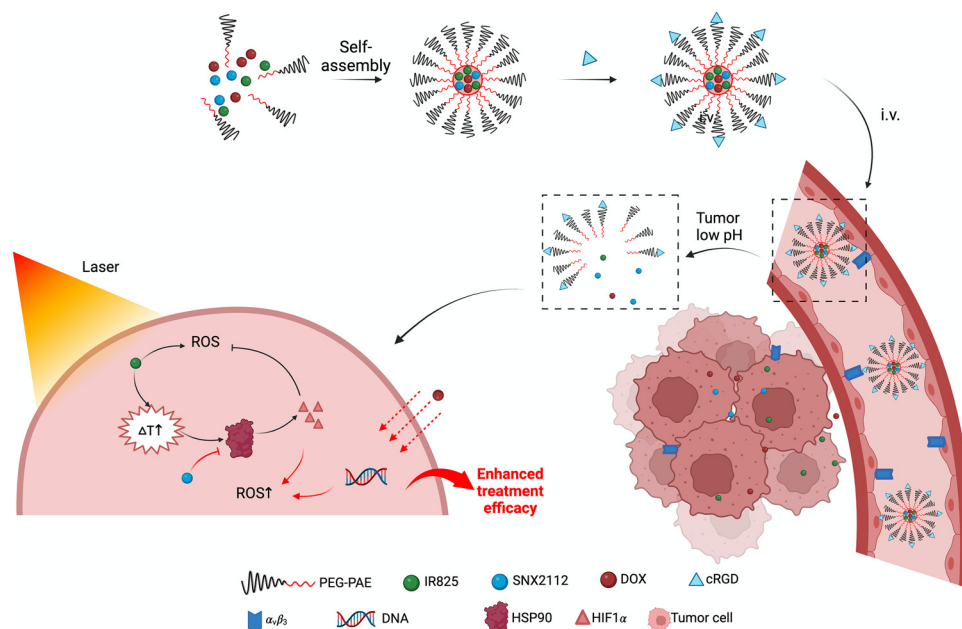 Self-
assembly
i.v.
i.v.
Tumor
low pH
Laser
ROS
ΔT↑
ROS↑
Enhanced
treatment
efficacy
PEG-PAE
IR825
SNX2112
DOX
cRGD
αᵥβ₃
DNA
HSP90
HIF1α
Tumor cell